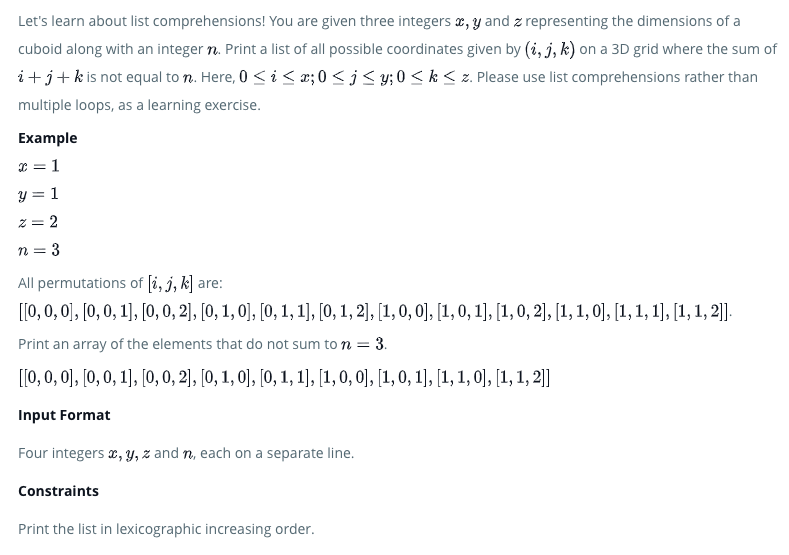 Let's learn about list comprehensions! You are given three integers x, y and z representing the dimensions of a
cuboid along with an integer n. Print a list of all possible coordinates given by (i, j, k) on a 3D grid where the sum of
i + j + k is not equal to n. Here, 0 ≤ i ≤ x; 0 ≤ j ≤ y; 0 ≤ k ≤ z. Please use list comprehensions rather than
multiple loops, as a learning exercise.
Example
x = 1
y = 1
z = 2
n = 3
All permutations of [i, j, k] are:
[[0, 0, 0], [0, 0, 1], [0, 0, 2], [0, 1, 0], [0, 1, 1], [0, 1, 2], [1, 0, 0], [1, 0, 1], [1, 0, 2], [1, 1, 0], [1, 1, 1], [1, 1, 2]].
Print an array of the elements that do not sum to n = 3.
[[0, 0, 0], [0, 0, 1], [0, 0, 2], [0, 1, 0], [0, 1, 1], [1, 0, 0], [1, 0, 1], [1, 1, 0], [1, 1, 2]]
Input Format
Four integers x, y, z and n, each on a separate line.
Constraints
Print the list in lexicographic increasing order.